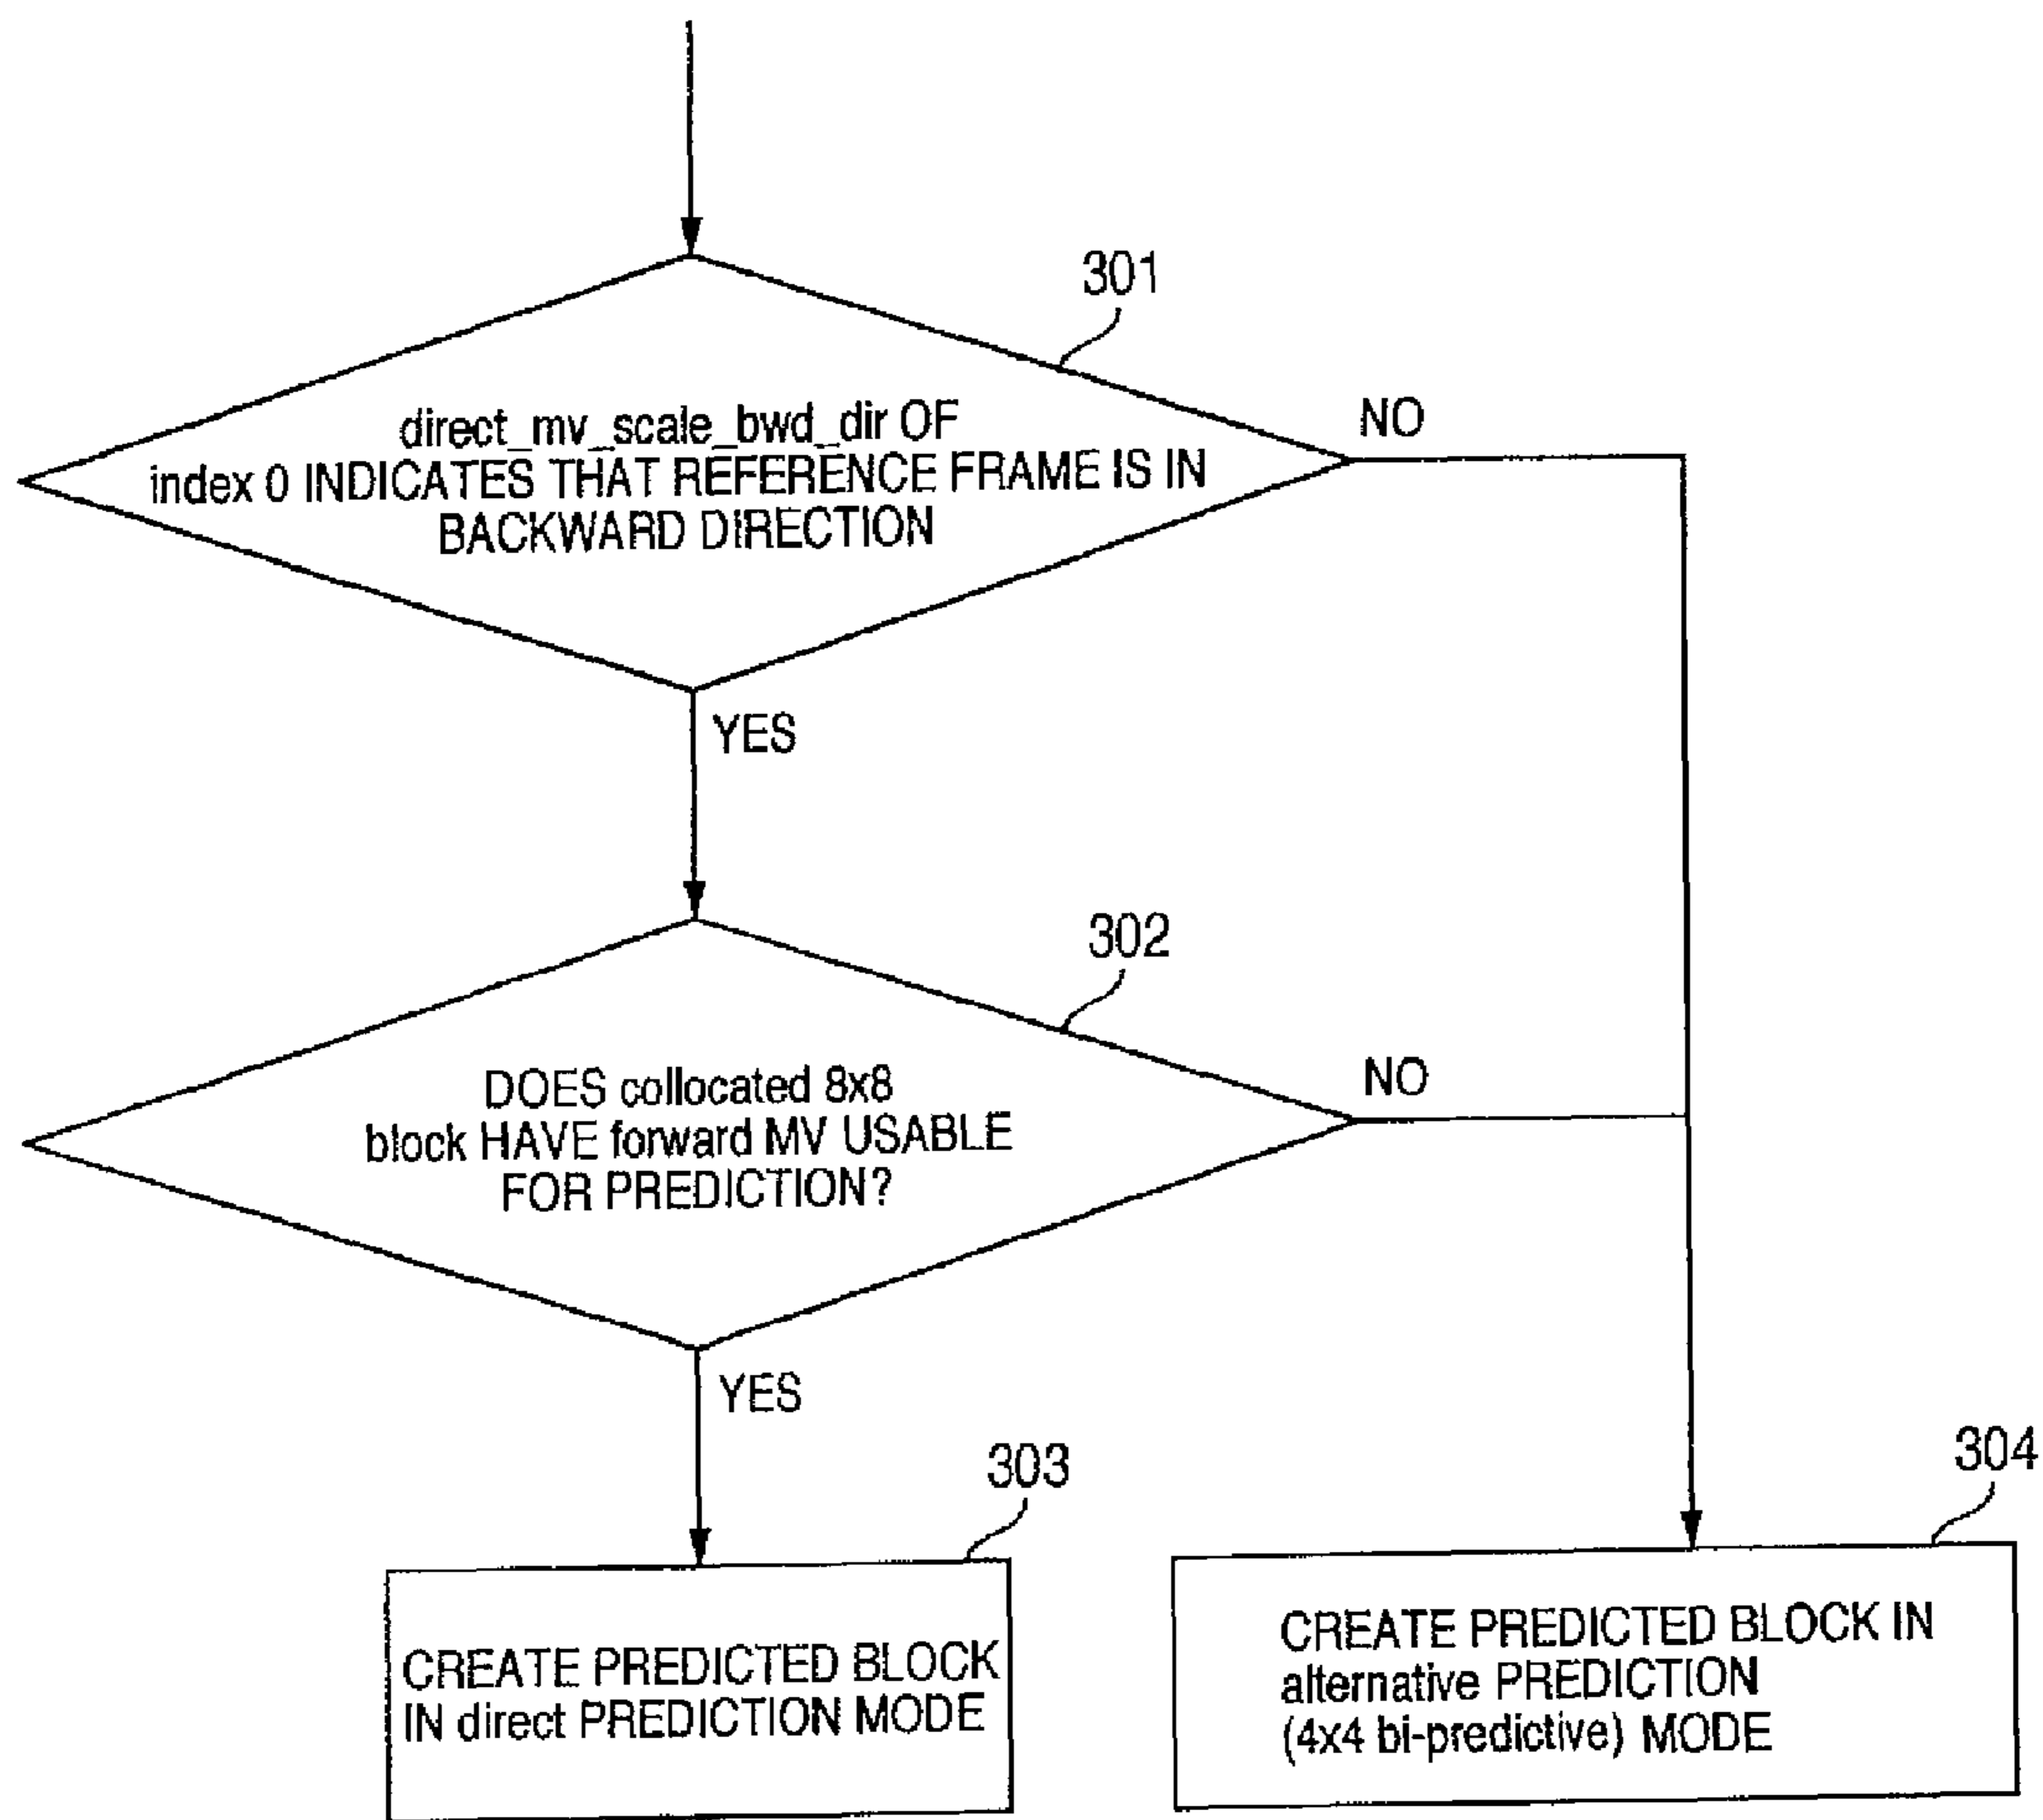 301
direct_mv_scale_bwd_dir OF
index 0 INDICATES THAT REFERENCE FRAME IS IN
BACKWARD DIRECTION
NO
YES
302
DOES collocated 8x8
block HAVE forward MV USABLE
FOR PREDICTION?
NO
YES
303
CREATE PREDICTED BLOCK
IN direct PREDICTION MODE
304
CREATE PREDICTED BLOCK IN
alternative PREDICTION
(4x4 bi-predictive) MODE